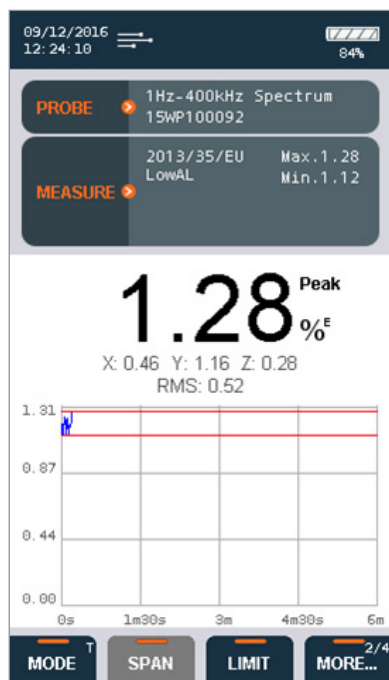 09/12/2016
12:24:10
84%
PROBE
1Hz-400kHz Spectrum
15WP100092
MEASURE
2013/35/EU Max.1.28
LowAL Min.1.12
1.28 Peak
%E
X: 0.46 Y: 1.16 Z: 0.28
RMS: 0.52
1.31
0.87
0.44
0.00
0s 1m30s 3m 4m30s 6m
MODE T SPAN LIMIT MORE... 2/4